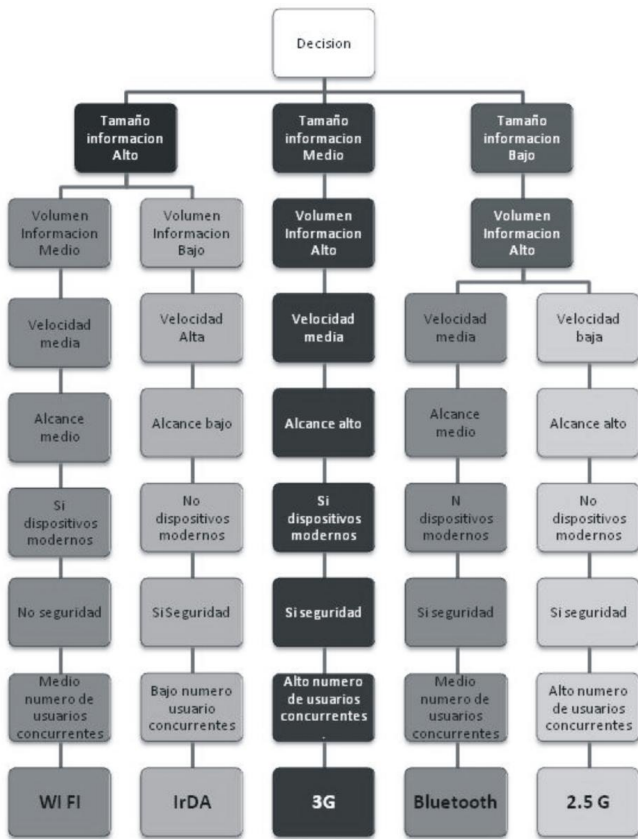 Decision
Tamaño
informacion
Alto
Tamaño
informacion
Medio
Tamaño
informacion
Bajo
Volumen
Informacion
Medio
Volumen
Informacion
Bajo
Volumen
Informacion
Alto
Volumen
Informacion
Alto
Velocidad
media
Velocidad
Alta
Velocidad
media
Velocidad
media
Velocidad
baja
Alcance
medio
Alcance bajo
Alcance alto
Alcance
medio
Alcance alto
Si
dispositivos
modernos
No
dispositivos
modernos
Si
dispositivos
modernos
N
dispositivos
modernos
No
dispositivos
modernos
No seguridad
Si Seguridad
Si seguridad
Si seguridad
Si seguridad
Medio
numero de
usuarios
concurrentes
Bajo numero
usuario
concurrentes
Alto numero
de usuarios
concurrentes
.
Medio
numero de
usuarios
concurrentes
Alto numero
de usuarios
concurrentes
WI FI
IrDA
3G
Bluetooth
2.5 G